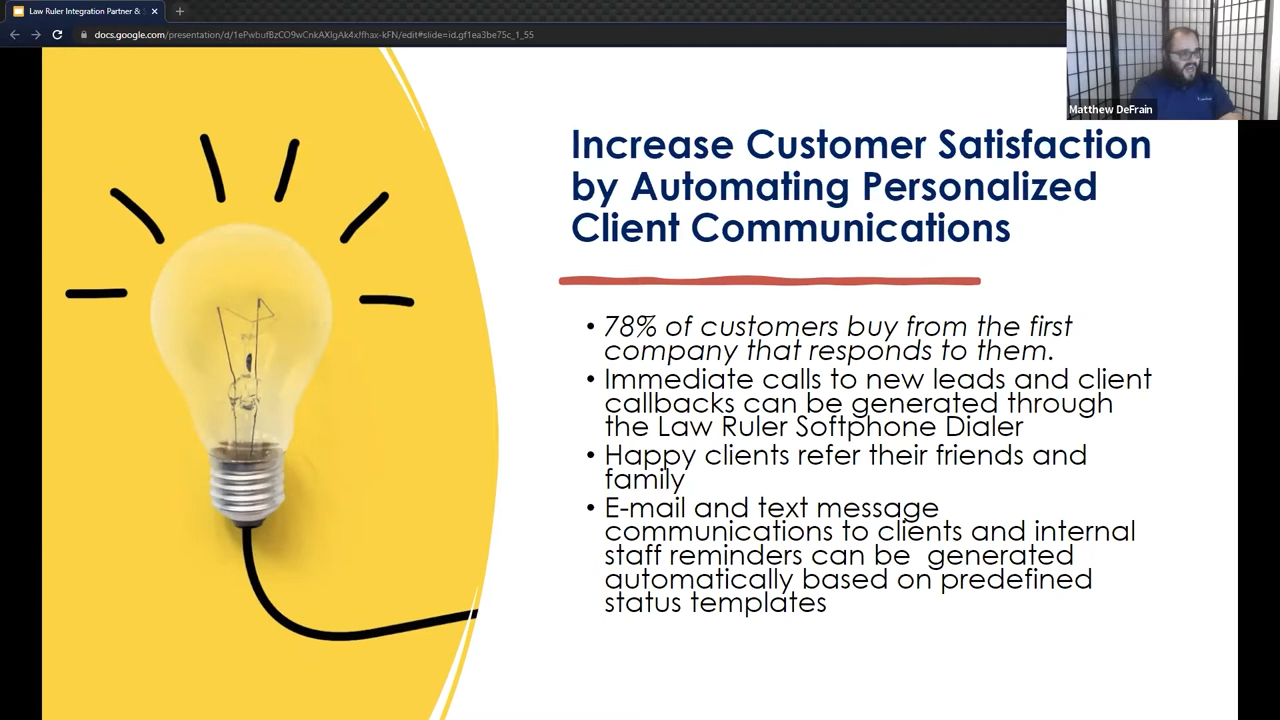 Law Ruler Integration Partner &
docs.google.com/presentation/d/1ePwbufBzCO9wCnkAXlgAk4xJfhax-kFN/edit#slide=id.gf1ea3be75c_1_55
Matthew DeFrain
Increase Customer Satisfaction
by Automating Personalized
Client Communications
• 78% of customers buy from the first
company that responds to them.
• Immediate calls to new leads and client
callbacks can be generated through
the Law Ruler Softphone Dialer
• Happy clients refer their friends and
family
• E-mail and text message
communications to clients and internal
staff reminders can be  generated
automatically based on predefined
status templates